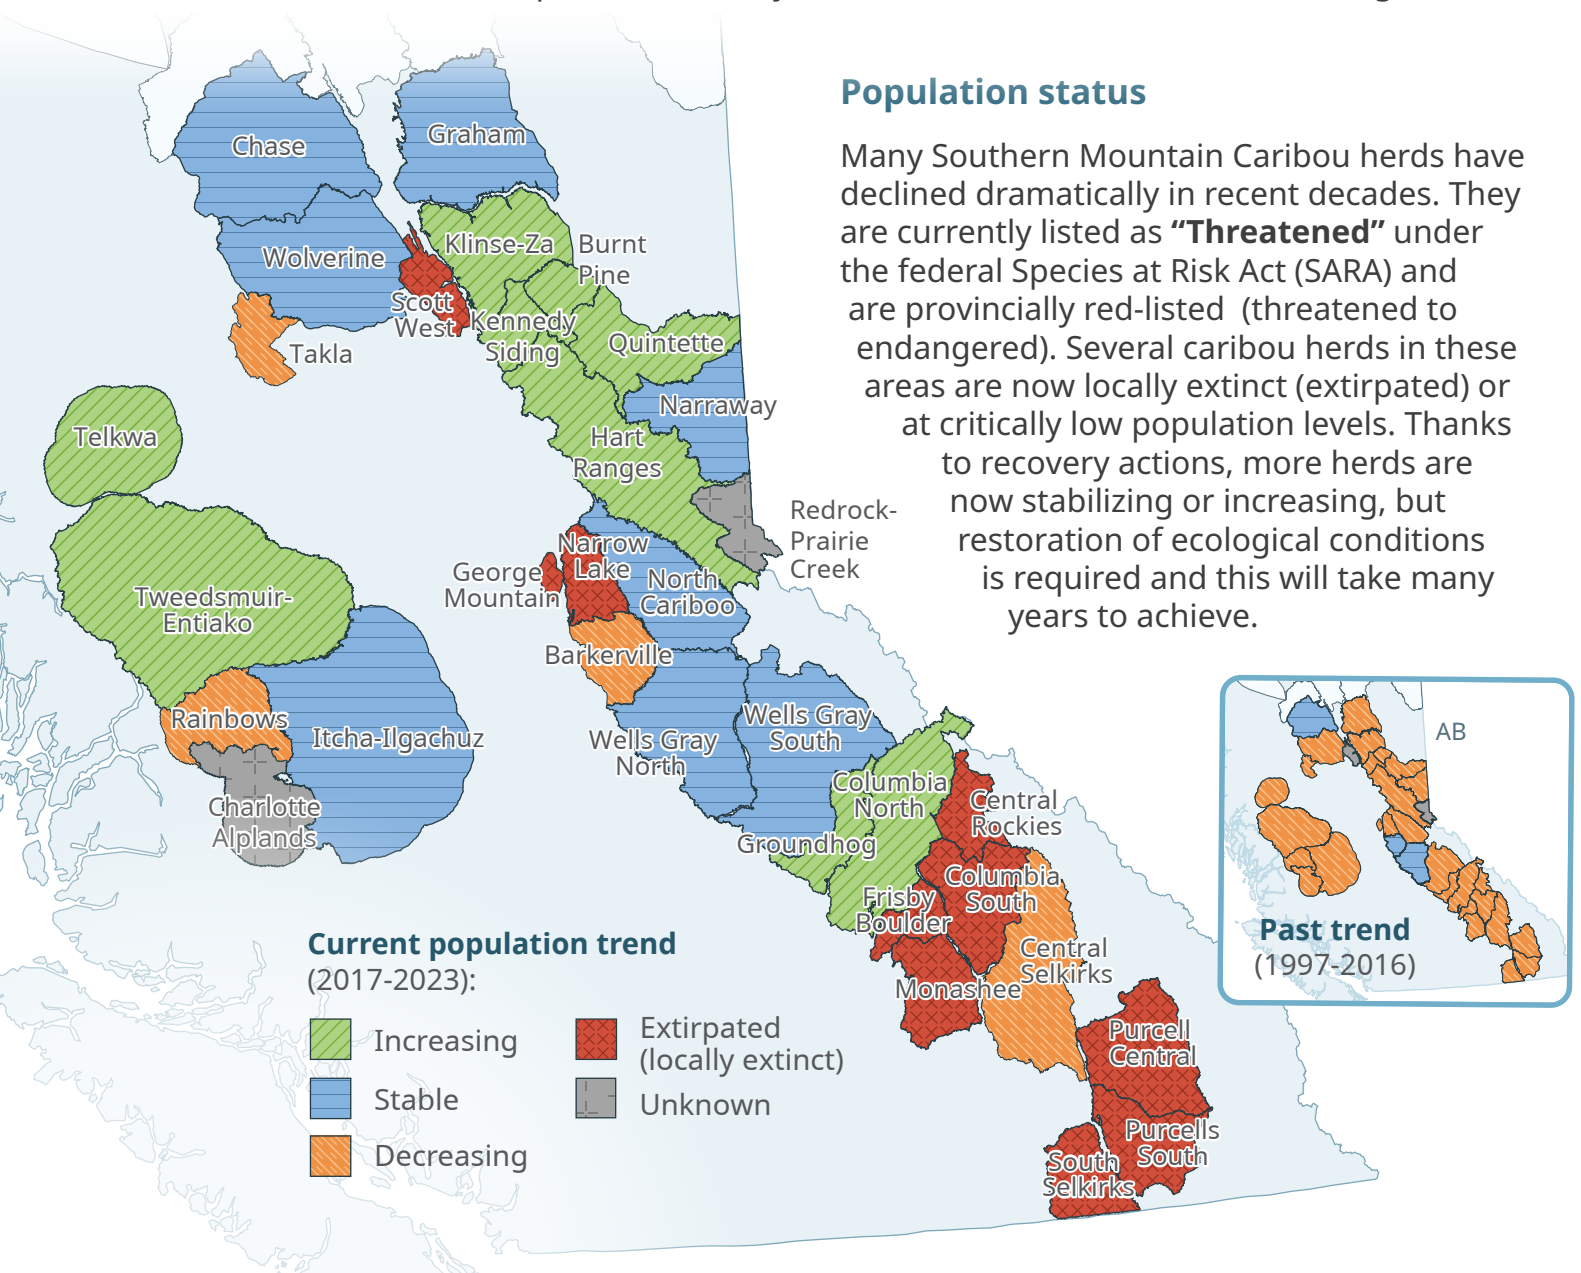 Population status
Many Southern Mountain Caribou herds have
declined dramatically in recent decades. They
are currently listed as “Threatened” under
the federal Species at Risk Act (SARA) and
are provincially red-listed (threatened to
endangered). Several caribou herds in these
areas are now locally extinct (extirpated) or
at critically low population levels. Thanks
to recovery actions, more herds are
now stabilizing or increasing, but
restoration of ecological conditions
is required and this will take many
years to achieve.
Chase
Graham
Wolverine
Klinse-Za
Burnt
Pine
Scott
West
Kennedy
Siding
Quintette
Takla
Narraway
Telkwa
Hart
Ranges
Redrock-
Prairie
Creek
Narrow
Lake
George
Mountain
North
Cariboo
Tweedsmuir-
Entiako
Barkerville
Rainbows
Itcha-Ilgachuz
Wells Gray
South
Wells Gray
North
Charlotte
Alplands
Columbia
North
Central
Rockies
Groundhog
Columbia
South
Frisby
Boulder
Central
Selkirks
Monashee
Purcell
Central
Purcells
South
South
Selkirks
Current population trend
(2017-2023):
Increasing
Stable
Decreasing
Extirpated
(locally extinct)
Unknown
AB
Past trend
(1997-2016)